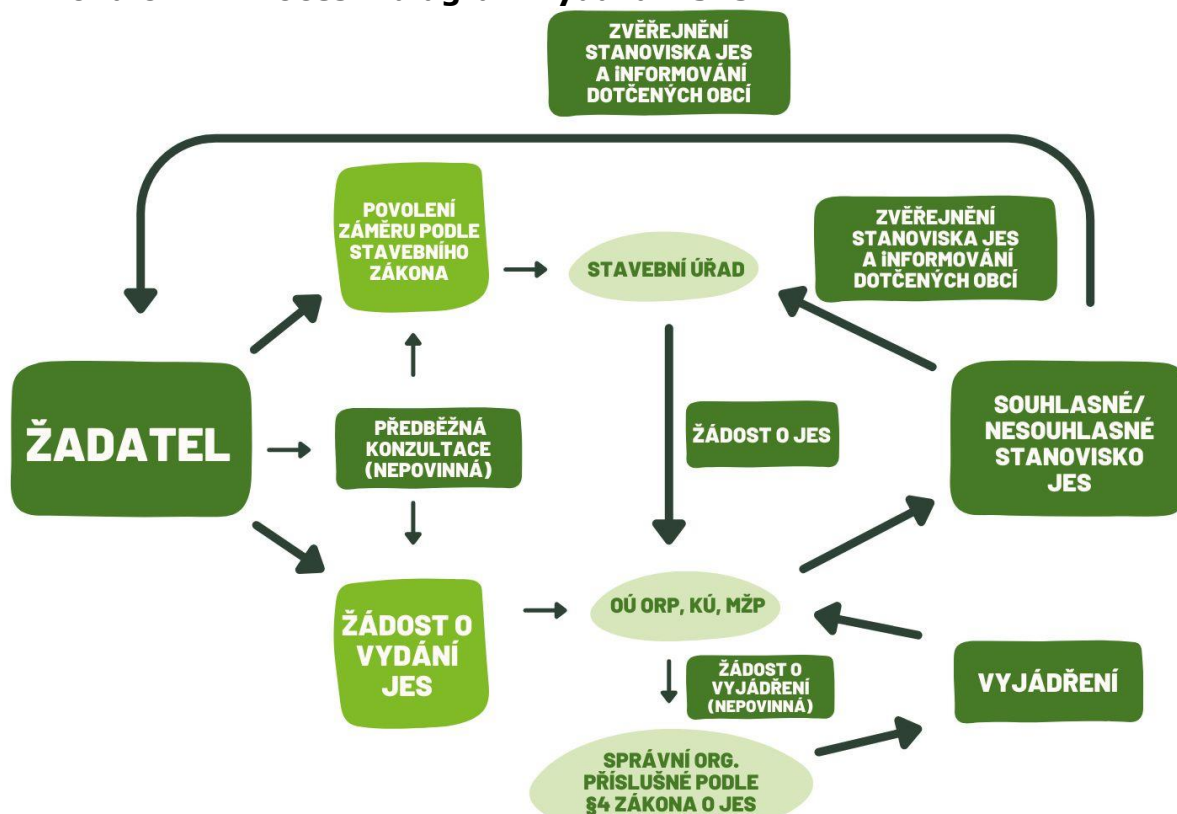 ZVĚŘEJNĚNÍ
STANOVISKA JES
A iNFORMOVÁNÍ
DOTČENÝCH OBCÍ
POVOLENÍ
ZÁMĚRU PODLE
STAVEBNÍHO
ZÁKONA
STAVEBNÍ ÚŘAD
ZVĚŘEJNĚNÍ
STANOVISKA JES
A iNFORMOVÁNÍ
DOTČENÝCH OBCÍ
ŽADATEL
PŘEDBĚŽNÁ
KONZULTACE
(NEPOVINNÁ)
ŽÁDOST O JES
SOUHLASNÉ/
NESOUHLASNÉ
STANOVISKO
JES
ŽÁDOST O
VYDÁNÍ
JES
OÚ ORP, KÚ, MŽP
ŽÁDOST O
VYJÁDŘENÍ
(NEPOVINNÁ)
VYJÁDŘENÍ
SPRÁVNÍ ORG.
PŘÍSLUŠNÉ PODLE
§4 ZÁKONA O JES